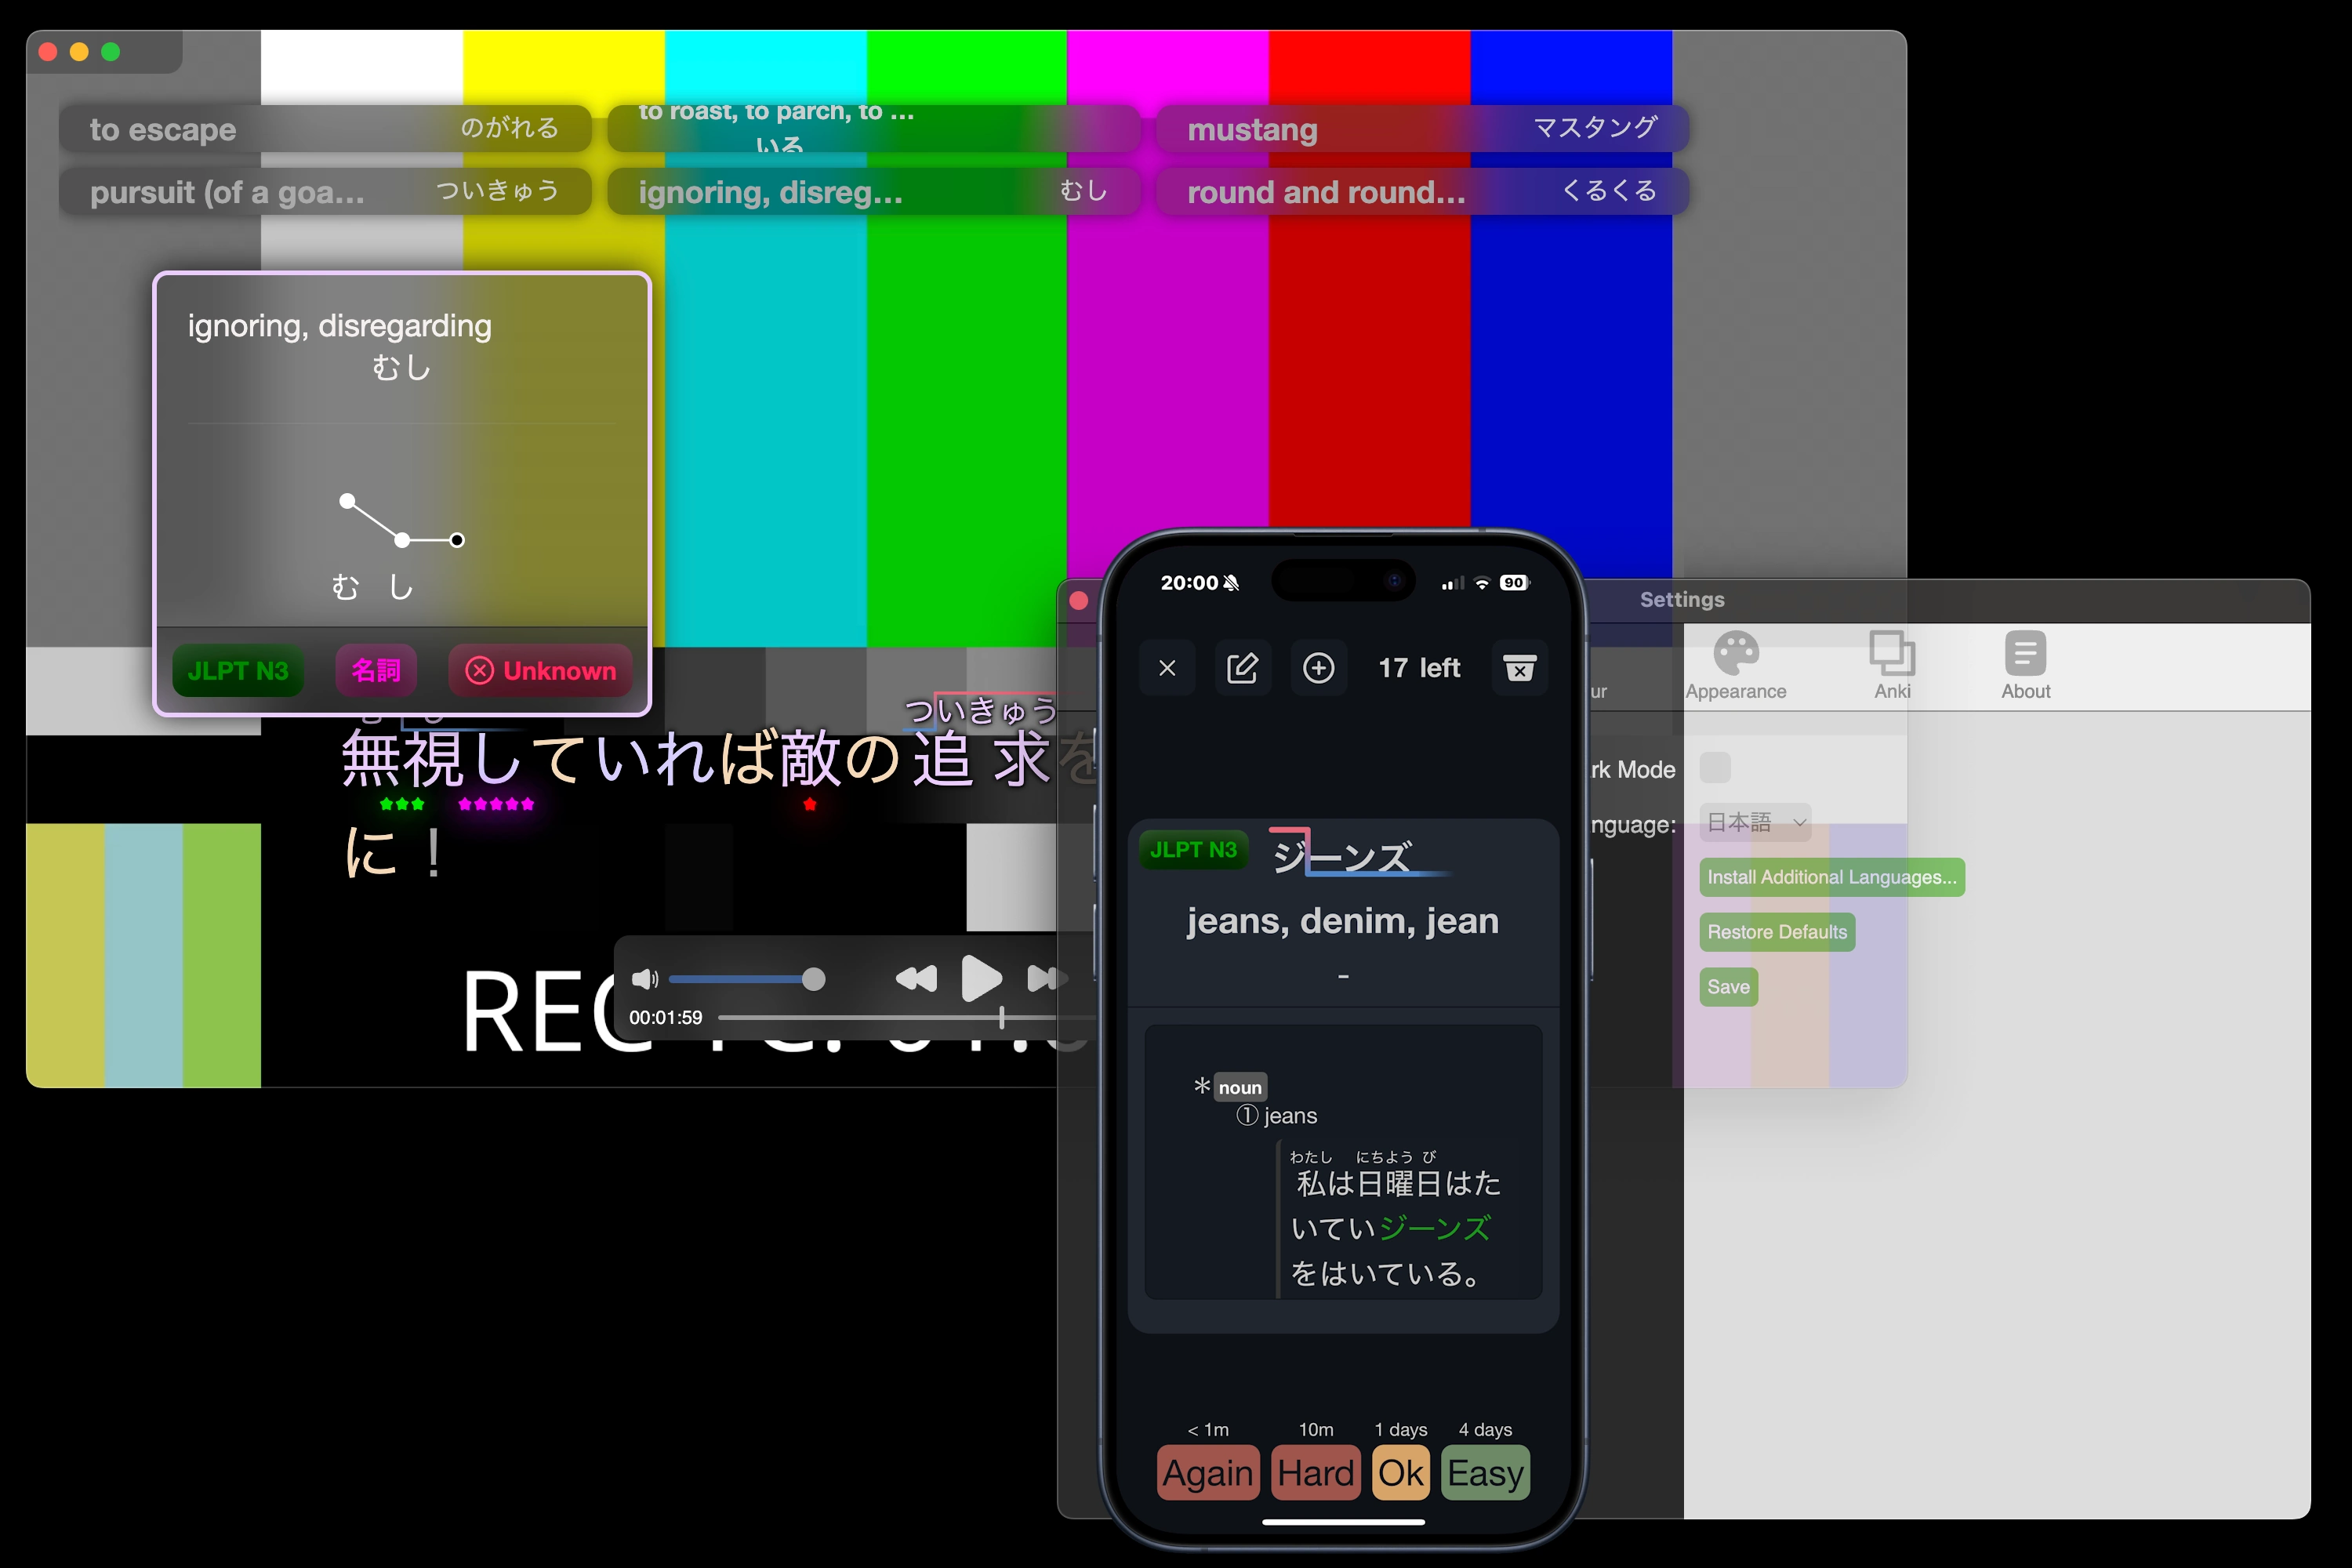 to escape のがれる
to roast, to parch, to ...
いる
mustang マスタング
pursuit (of a goa... ついきゅう
ignoring, disreg... むし
round and round... くるくる
ignoring, disregarding
むし
む し
JLPT N3 名詞 Unknown
ついきゅう
無視していれば敵の追求を
に！
REC
00:01:59
Settings
Appearance Anki About
rk Mode
nguage: 日本語
Install Additional Languages...
Restore Defaults
Save
20:00 90
17 left
JLPT N3 ジーンズ
jeans, denim, jean
-
*noun
① jeans
わたし にちよう び
私は日曜日はた
いていジーンズ
をはいている。
< 1m 10m 1 days 4 days
Again Hard Ok Easy